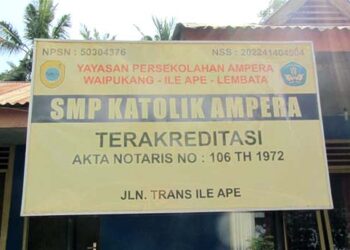 NPSN : 50304376 NSS : 202241404004
YAYASAN PERSEKOLAHAN AMPERA
WAIPUKANG - ILE APE - LEMBATA
SMP KATOLIK AMPERA
TERAKREDITASI
AKTA NOTARIS NO : 106 TH 1972
JLN. TRANS ILE APE